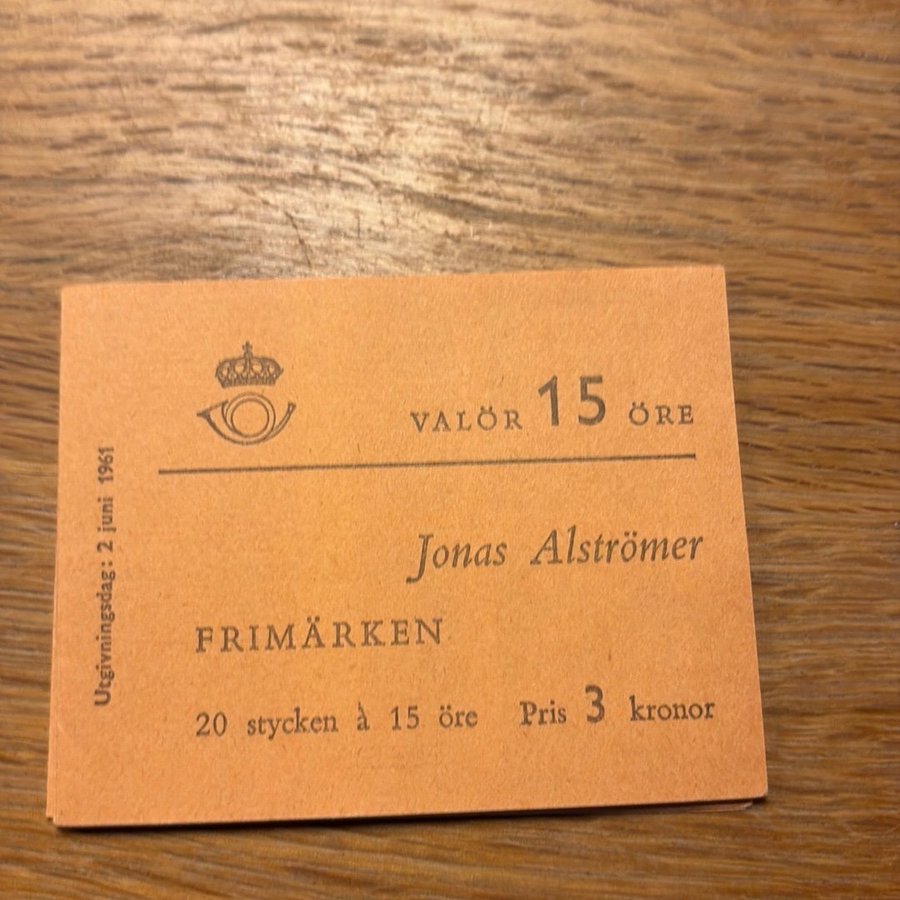 VALÖR 15 ÖRE
Jonas Alströmer
FRIMÄRKEN
20 stycken à 15 öre Pris 3 kronor
Utgivningsdag: 2 juni 1961